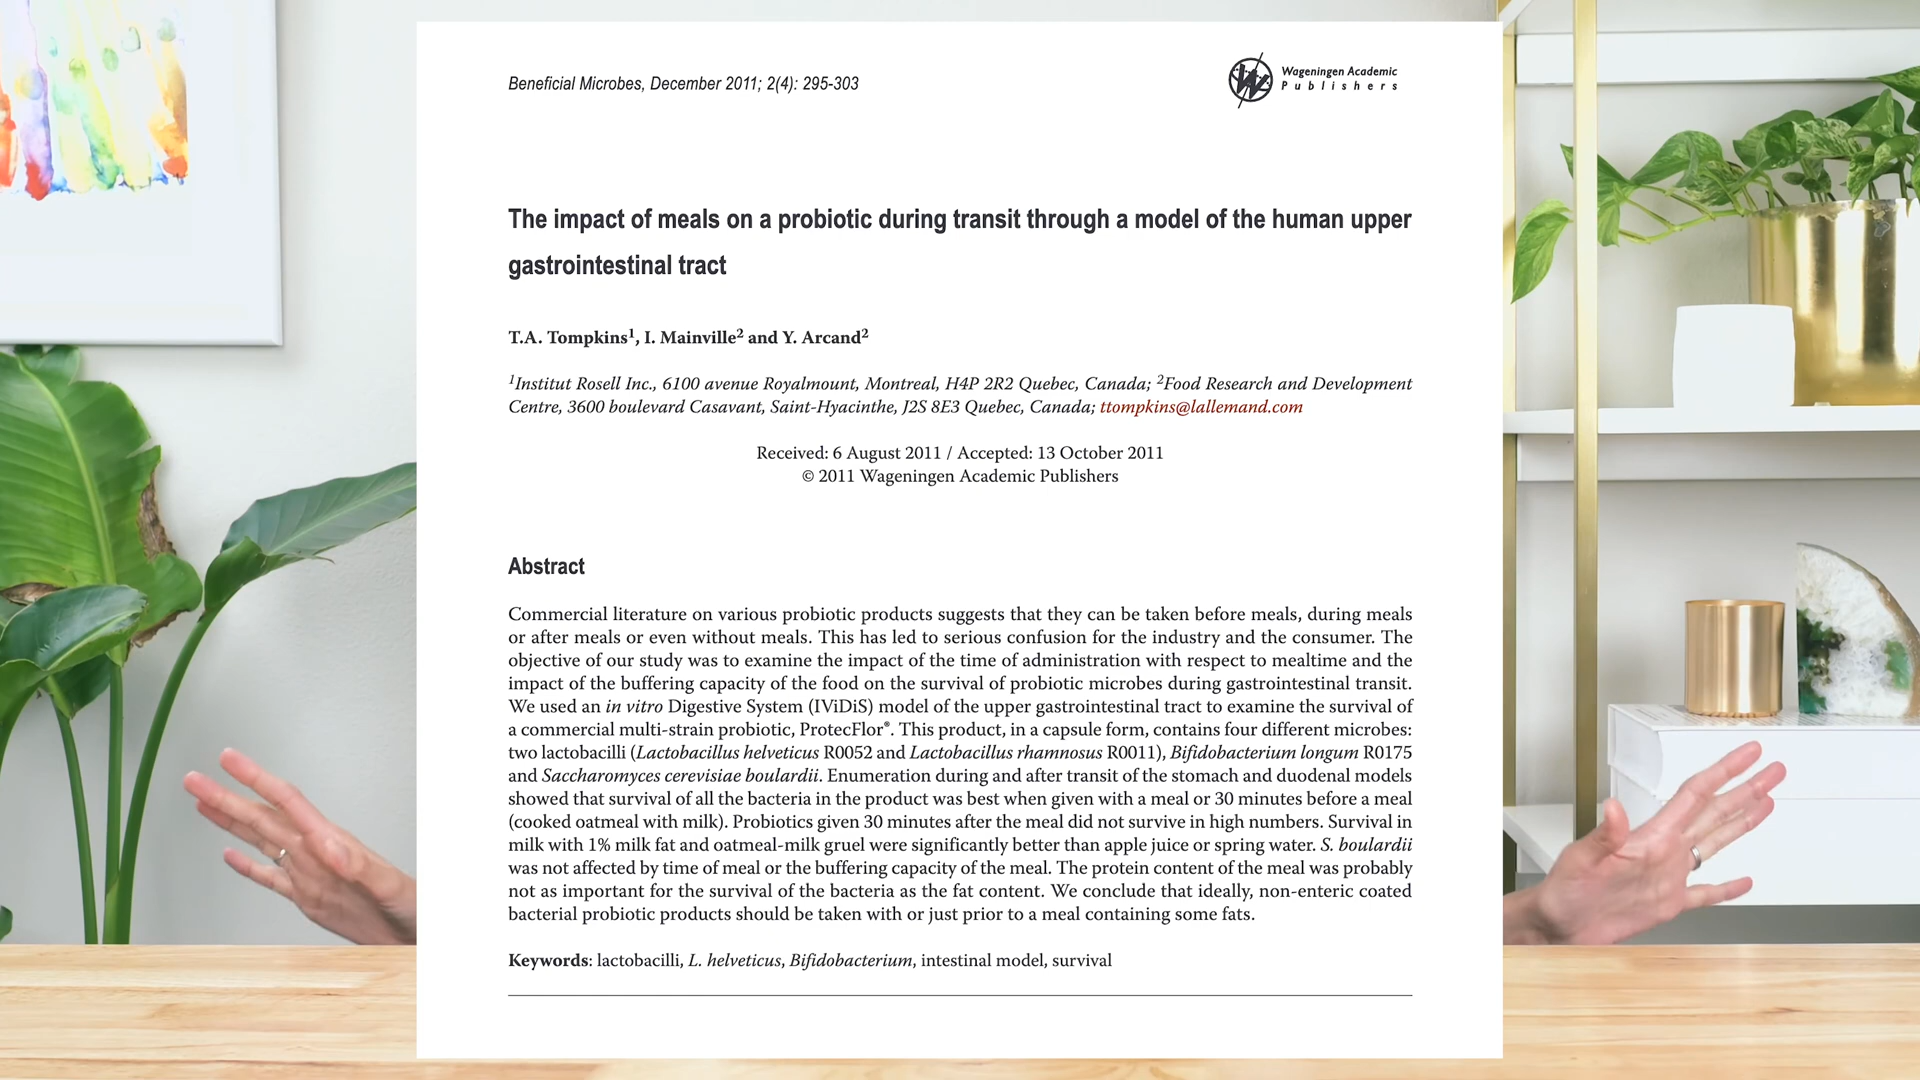 Beneficial Microbes, December 2011; 2(4): 295-303
Wageningen Academic
Publishers
The impact of meals on a probiotic during transit through a model of the human upper
gastrointestinal tract
T.A. Tompkins1, I. Mainville2 and Y. Arcand2
1Institut Rosell Inc., 6100 avenue Royalmount, Montreal, H4P 2R2 Quebec, Canada; 2Food Research and Development
Centre, 3600 boulevard Casavant, Saint-Hyacinthe, J2S 8E3 Quebec, Canada; ttompkins@lallemand.com
Received: 6 August 2011 / Accepted: 13 October 2011
© 2011 Wageningen Academic Publishers
Abstract
Commercial literature on various probiotic products suggests that they can be taken before meals, during meals
or after meals or even without meals. This has led to serious confusion for the industry and the consumer. The
objective of our study was to examine the impact of the time of administration with respect to mealtime and the
impact of the buffering capacity of the food on the survival of probiotic microbes during gastrointestinal transit.
We used an in vitro Digestive System (IViDiS) model of the upper gastrointestinal tract to examine the survival of
a commercial multi-strain probiotic, ProtecFlor®. This product, in a capsule form, contains four different microbes:
two lactobacilli (Lactobacillus helveticus R0052 and Lactobacillus rhamnosus R0011), Bifidobacterium longum R0175
and Saccharomyces cerevisiae boulardii. Enumeration during and after transit of the stomach and duodenal models
showed that survival of all the bacteria in the product was best when given with a meal or 30 minutes before a meal
(cooked oatmeal with milk). Probiotics given 30 minutes after the meal did not survive in high numbers. Survival in
milk with 1% milk fat and oatmeal-milk gruel were significantly better than apple juice or spring water. S. boulardii
was not affected by time of meal or the buffering capacity of the meal. The protein content of the meal was probably
not as important for the survival of the bacteria as the fat content. We conclude that ideally, non-enteric coated
bacterial probiotic products should be taken with or just prior to a meal containing some fats.
Keywords: lactobacilli, L. helveticus, Bifidobacterium, intestinal model, survival